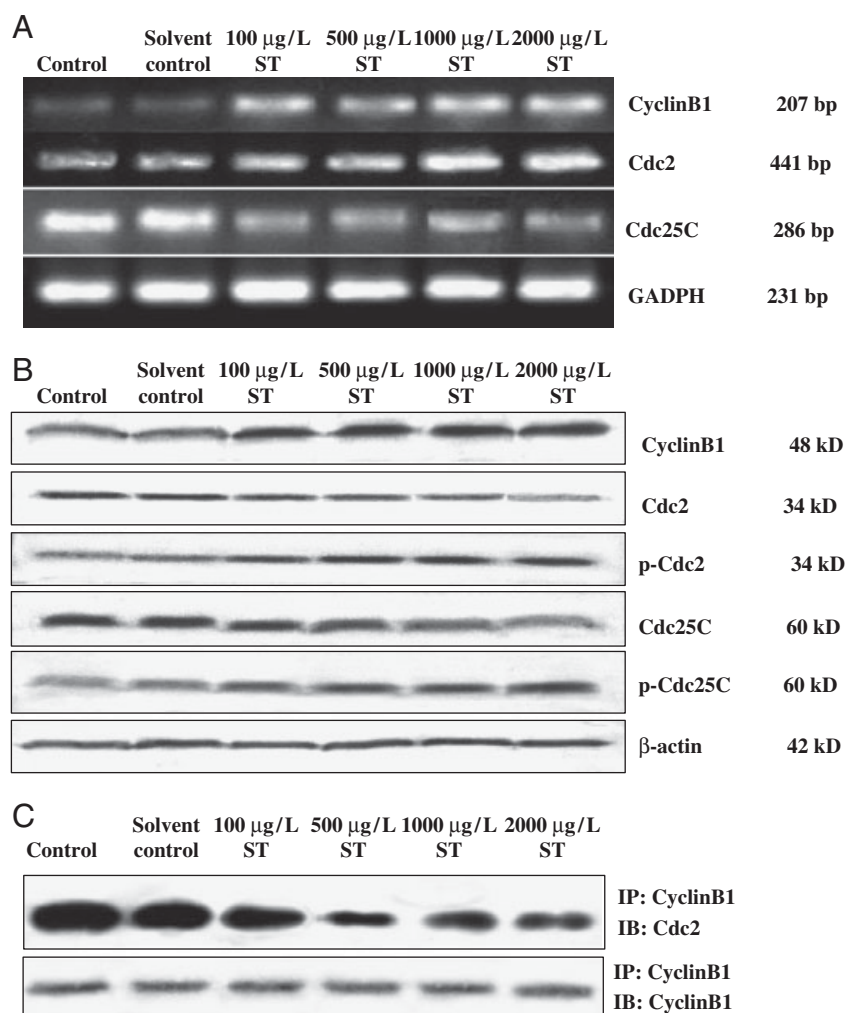 A
Control Solvent control 100 μg/L ST 500 μg/L ST 1000 μg/L ST 2000 μg/L ST
CyclinB1 207 bp
Cdc2 441 bp
Cdc25C 286 bp
GADPH 231 bp
B
Control Solvent control 100 μg/L ST 500 μg/L ST 1000 μg/L ST 2000 μg/L ST
CyclinB1 48 kD
Cdc2 34 kD
p-Cdc2 34 kD
Cdc25C 60 kD
p-Cdc25C 60 kD
β-actin 42 kD
C
Control Solvent control 100 μg/L ST 500 μg/L ST 1000 μg/L ST 2000 μg/L ST
IP: CyclinB1
IB: Cdc2
IP: CyclinB1
IB: CyclinB1